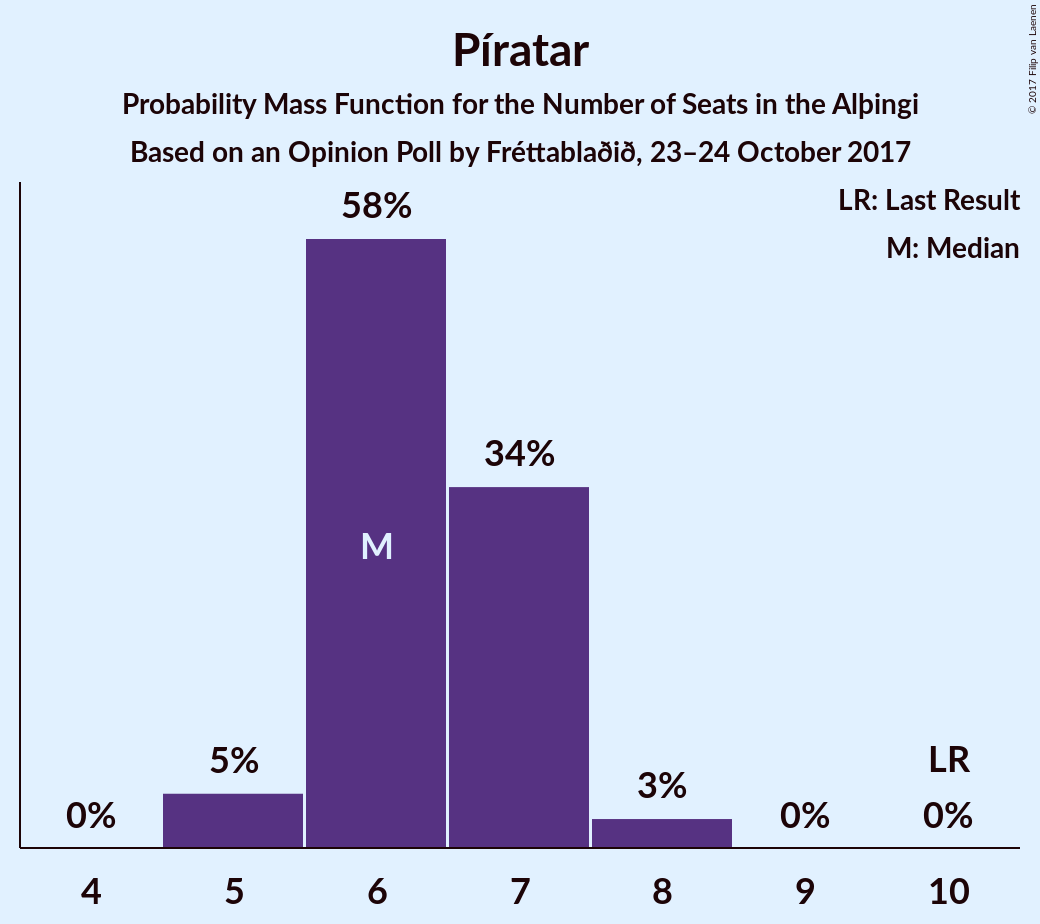 Píratar
Probability Mass Function for the Number of Seats in the Alþingi
Based on an Opinion Poll by Fréttablaðið, 23–24 October 2017
© 2017 Filip van Laenen
LR: Last Result
M: Median
58%
34%
M
5%
3%
LR
0%
0%
0%
4 5 6 7 8 9 10